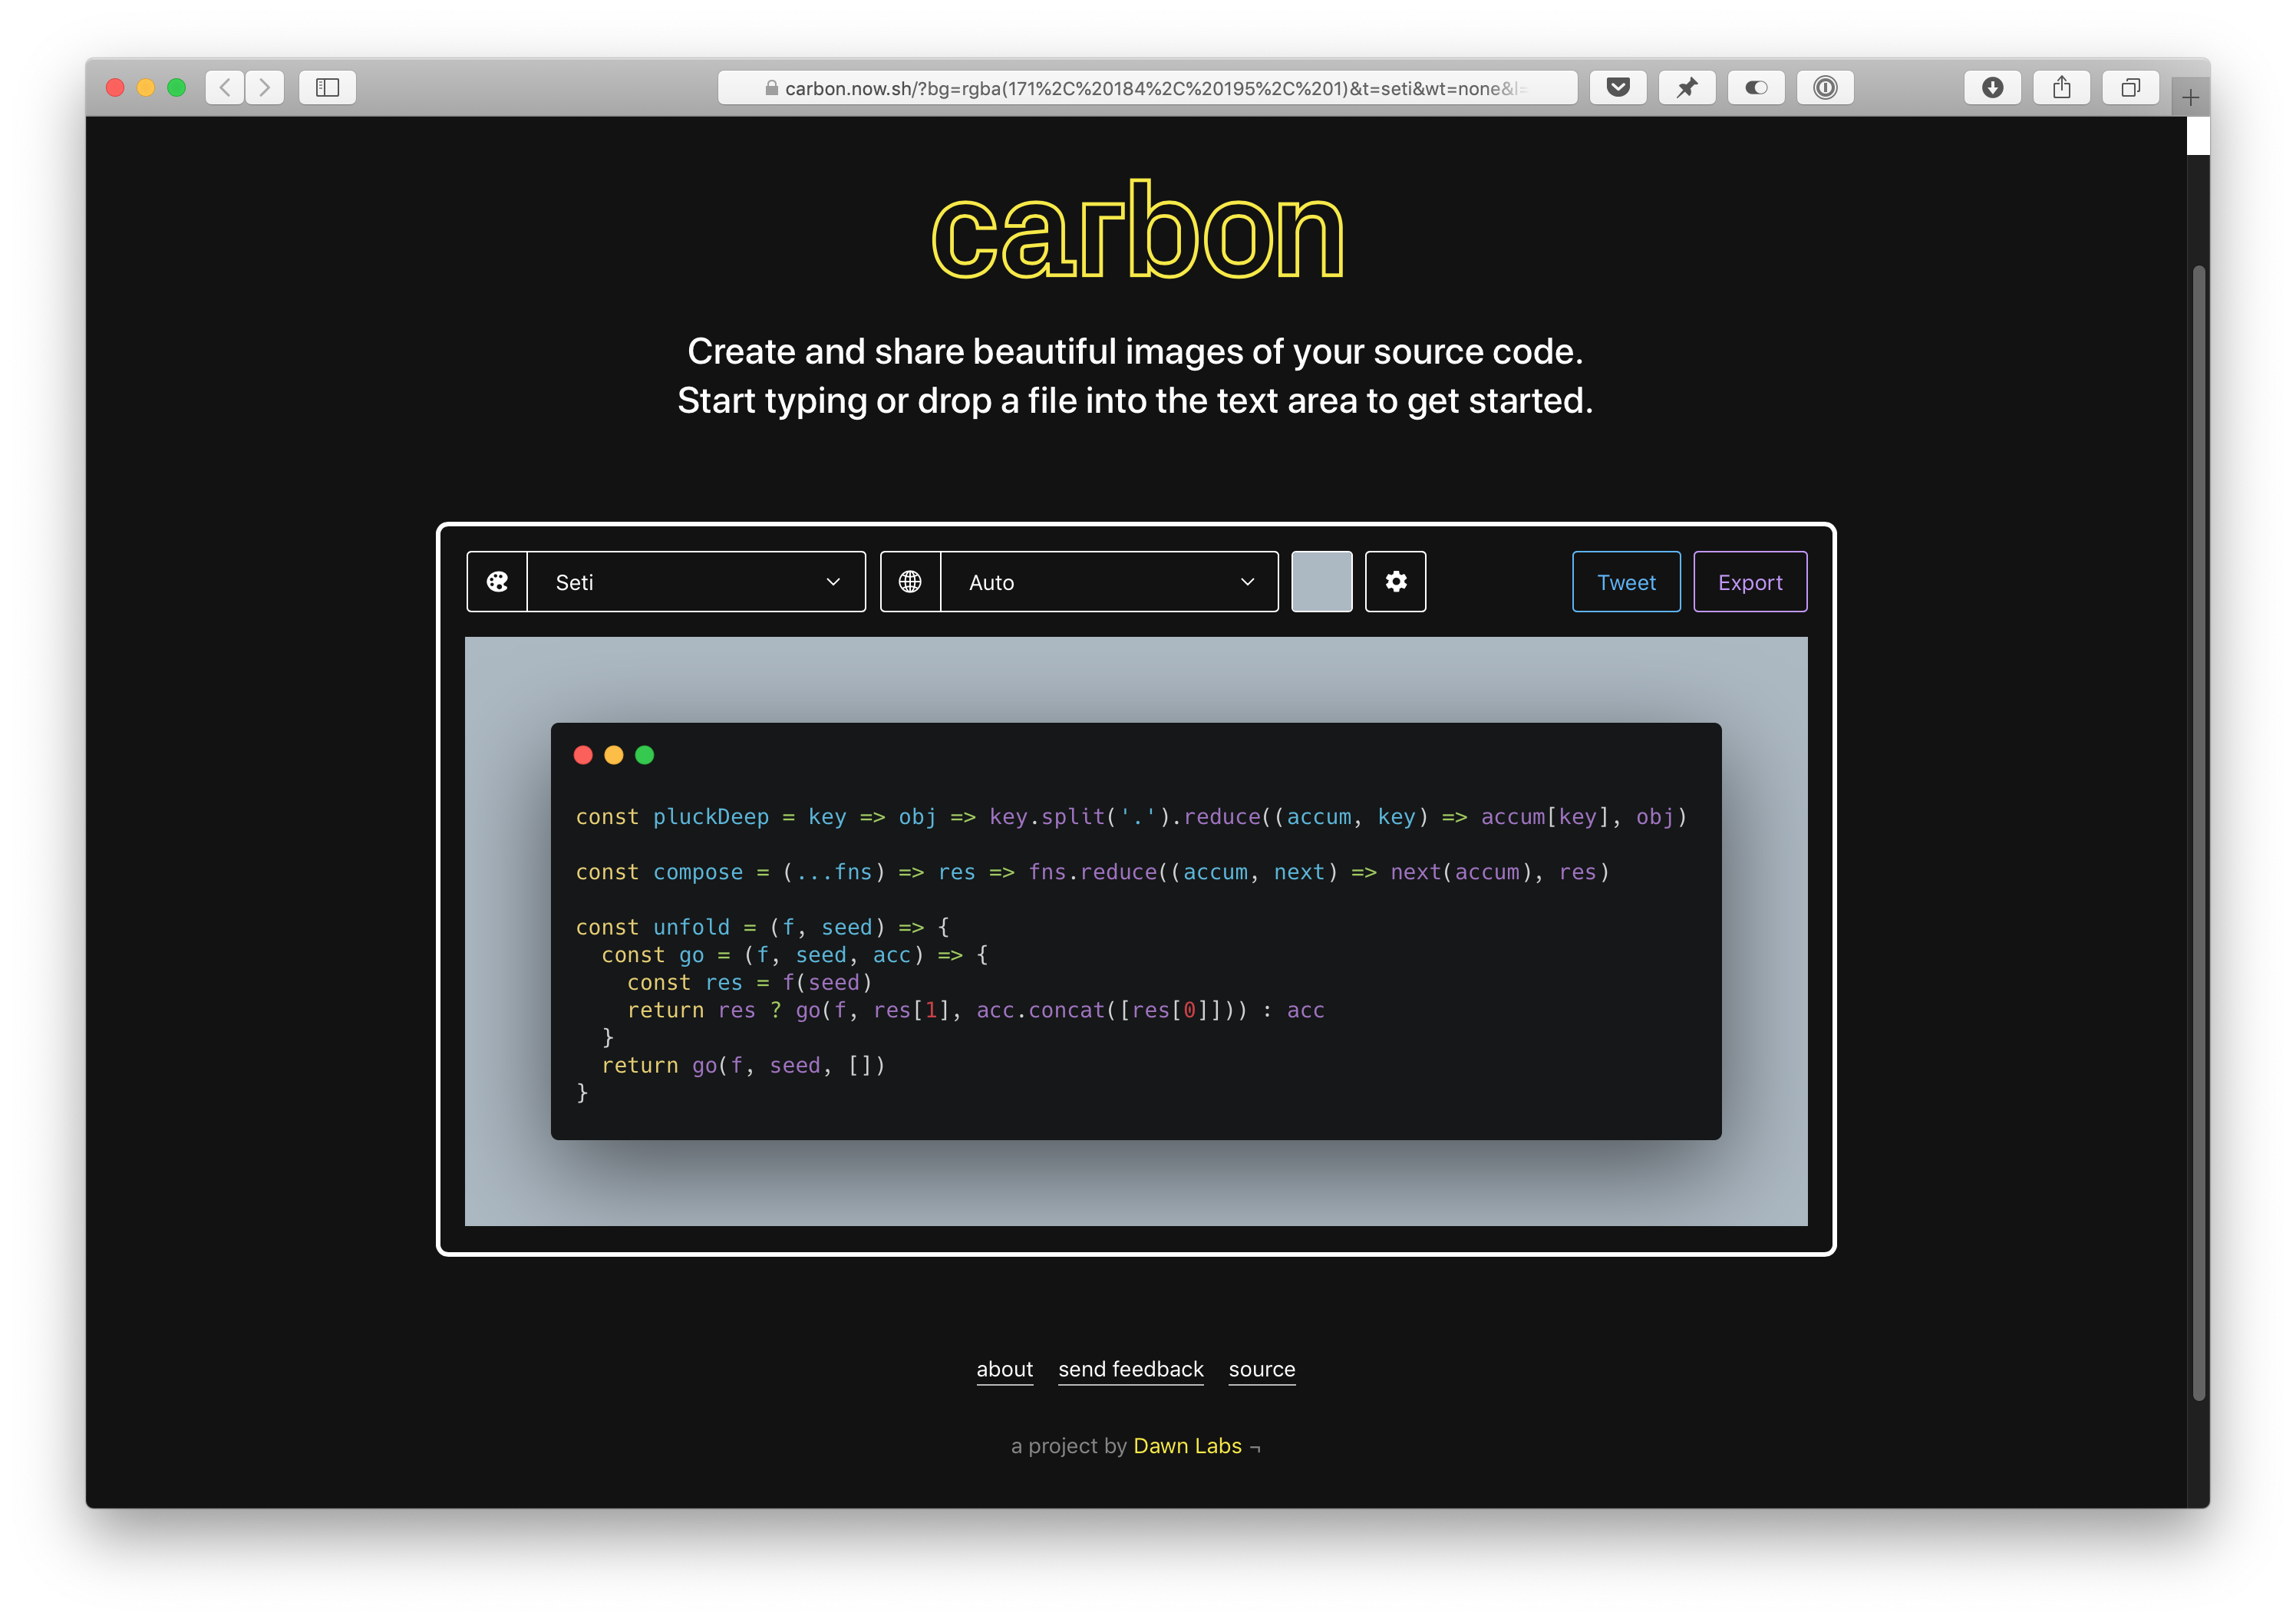 carbon.now.sh/?bg=rgba(171%2C%20184%2C%20195%2C%201)&t=seti&wt=none&l=
carbon
Create and share beautiful images of your source code.
Start typing or drop a file into the text area to get started.
Seti Auto Tweet Export
const pluckDeep = key => obj => key.split('.').reduce((accum, key) => accum[key], obj)
const compose = (...fns) => res => fns.reduce((accum, next) => next(accum), res)
const unfold = (f, seed) => {
  const go = (f, seed, acc) => {
    const res = f(seed)
    return res ? go(f, res[1], acc.concat([res[0]])) : acc
  }
  return go(f, seed, [])
}
about send feedback source
a project by Dawn Labs ¬